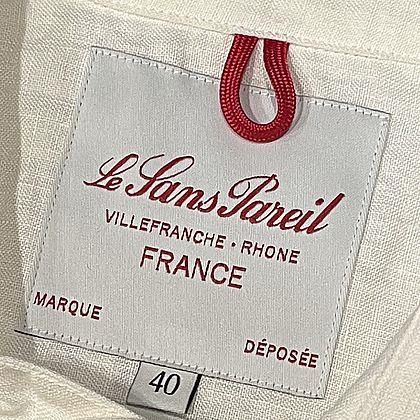 Le Sans Pareil
VILLEFRANCHE · RHONE
FRANCE
MARQUE DÉPOSÉE
40